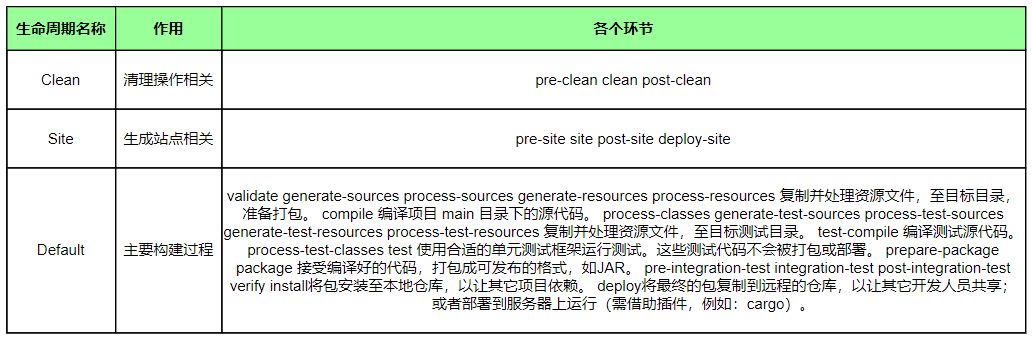 生命周期名称 作用 各个环节
Clean 清理操作相关 pre-clean clean post-clean
Site 生成站点相关 pre-site site post-site deploy-site
Default 主要构建过程
validate generate-sources process-sources generate-resources process-resources 复制并处理资源文件，至目标目录，
准备打包。 compile 编译项目 main 目录下的源代码。 process-classes generate-test-sources process-test-sources
generate-test-resources process-test-resources 复制并处理资源文件，至目标测试目录。 test-compile 编译测试源代码。
process-test-classes test 使用合适的单元测试框架运行测试。这些测试代码不会被打包或部署。 prepare-package
package 接受编译好的代码，打包成可发布的格式，如JAR。 pre-integration-test integration-test post-integration-test
verify install将包安装至本地仓库，以让其它项目依赖。 deploy将最终的包复制到远程的仓库，以让其它开发人员共享；
或者部署到服务器上运行（需借助插件，例如：cargo）。